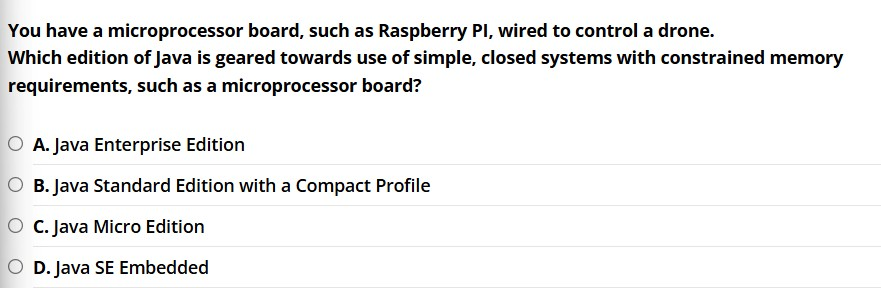 You have a microprocessor board, such as Raspberry PI, wired to control a drone.
Which edition of Java is geared towards use of simple, closed systems with constrained memory
requirements, such as a microprocessor board?
A. Java Enterprise Edition
B. Java Standard Edition with a Compact Profile
C. Java Micro Edition
D. Java SE Embedded